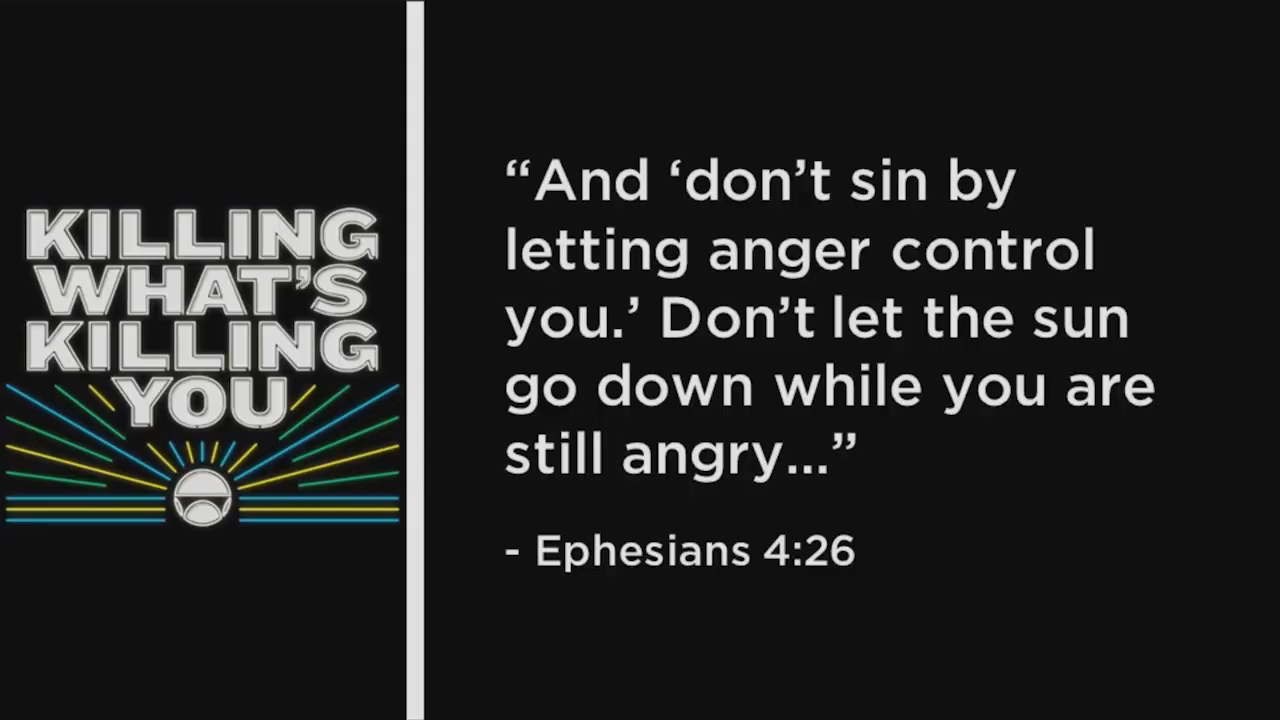 KILLING
WHAT'S
KILLING
YOU
“And ‘don’t sin by
letting anger control
you.’ Don’t let the sun
go down while you are
still angry...”
- Ephesians 4:26